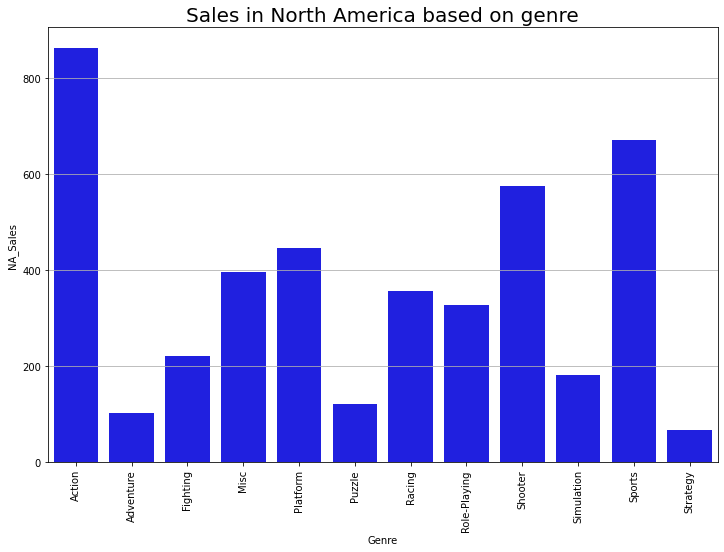 Sales in North America based on genre
800
600
400
200
0
NA_Sales
Action
Adventure
Fighting
Misc
Platform
Puzzle
Racing
Role-Playing
Shooter
Simulation
Sports
Strategy
Genre